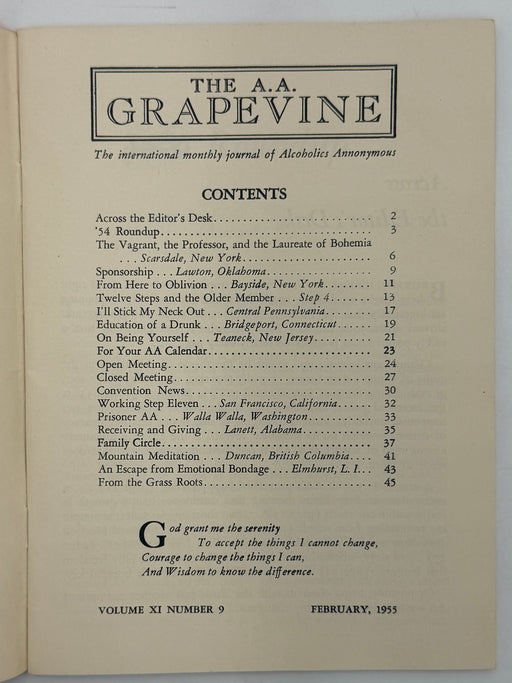 THE A.A.
GRAPEVINE
The international monthly journal of Alcoholics Annonymous
CONTENTS
Across the Editor's Desk........................ 2
'54 Roundup................................... 3
The Vagrant, the Professor, and the Laureate of Bohemia
... Scarsdale, New York...................... 6
Sponsorship ... Lawton, Oklahoma................ 9
From Here to Oblivion ... Bayside, New York....... 11
Twelve Steps and the Older Member ... Step 4....... 13
I'll Stick My Neck Out ... Central Pennsylvania...... 17
Education of a Drunk ... Bridgeport, Connecticut..... 19
On Being Yourself ... Teaneck, New Jersey......... 21
For Your AA Calendar.......................... 23
Open Meeting................................. 24
Closed Meeting................................ 27
Convention News.............................. 30
Working Step Eleven ... San Francisco, California..... 32
Prisoner AA ... Walla Walla, Washington........... 33
Receiving and Giving ... Lanett, Alabama.......... 35
Family Circle.................................. 37
Mountain Meditation ... Duncan, British Columbia.... 41
An Escape from Emotional Bondage ... Elmhurst, L. I... 43
From the Grass Roots........................... 45
God grant me the serenity
To accept the things I cannot change,
Courage to change the things I can,
And Wisdom to know the difference.
VOLUME XI NUMBER 9 FEBRUARY, 1955